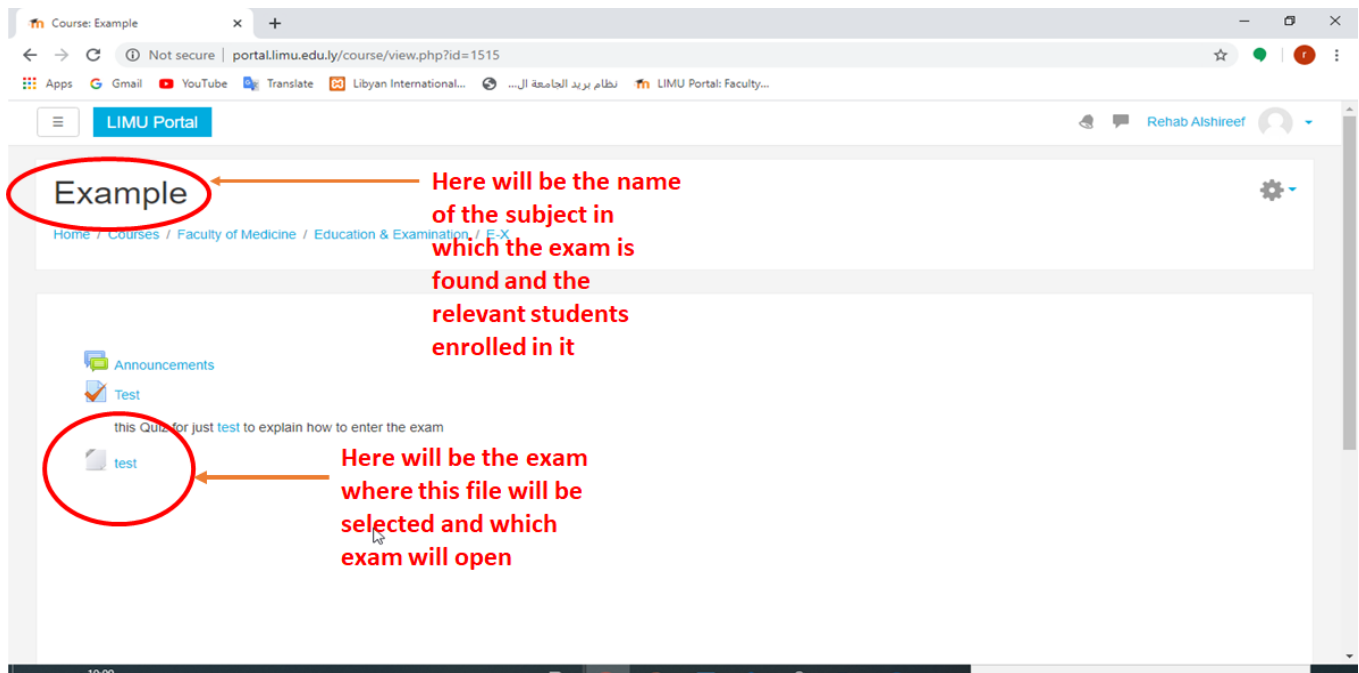 Course: Example
Not secure | portal.limu.edu.ly/course/view.php?id=1515
Apps Gmail YouTube Translate Libyan International... نظام بريد الجامعة ال... LIMU Portal: Faculty...
LIMU Portal
Rehab Alshireef
Example
Home / Courses / Faculty of Medicine / Education & Examination / E-X
Here will be the name
of the subject in
which the exam is
found and the
relevant students
enrolled in it
Announcements
Test
this Quiz for just test to explain how to enter the exam
test
Here will be the exam
where this file will be
selected and which
exam will open